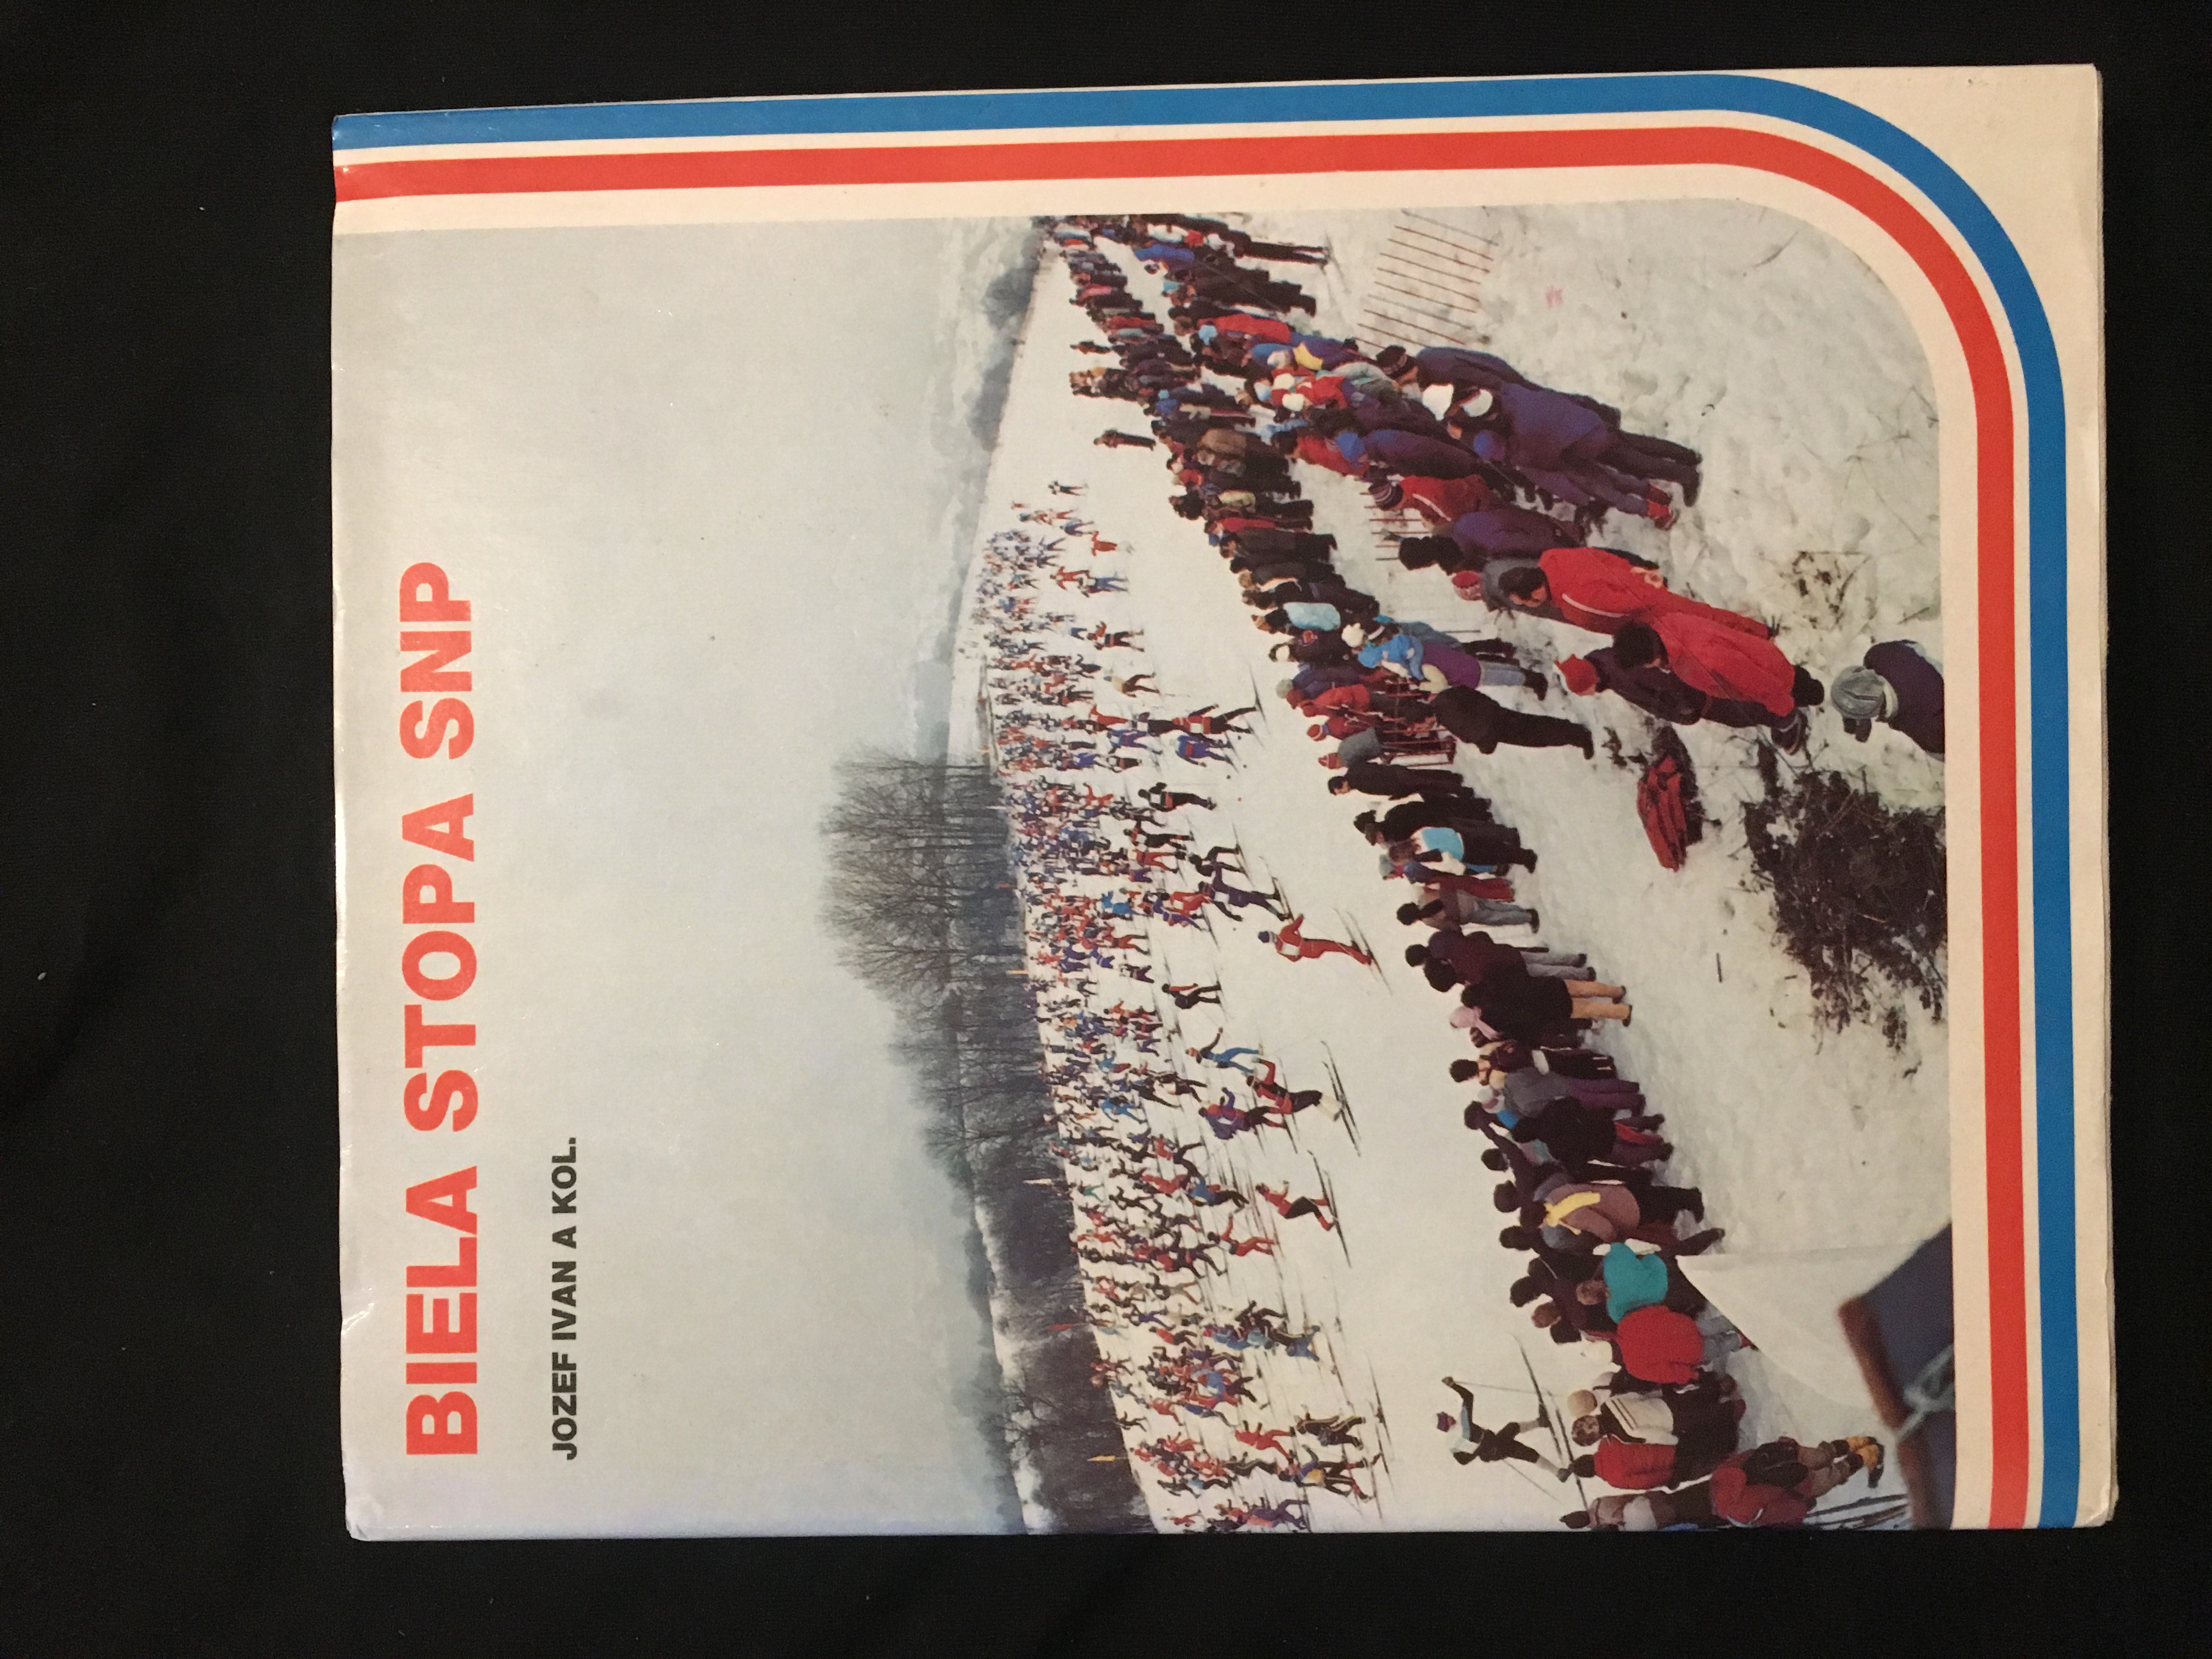 BIELA STOPA SNP
JOZEF IVAN A KOL.